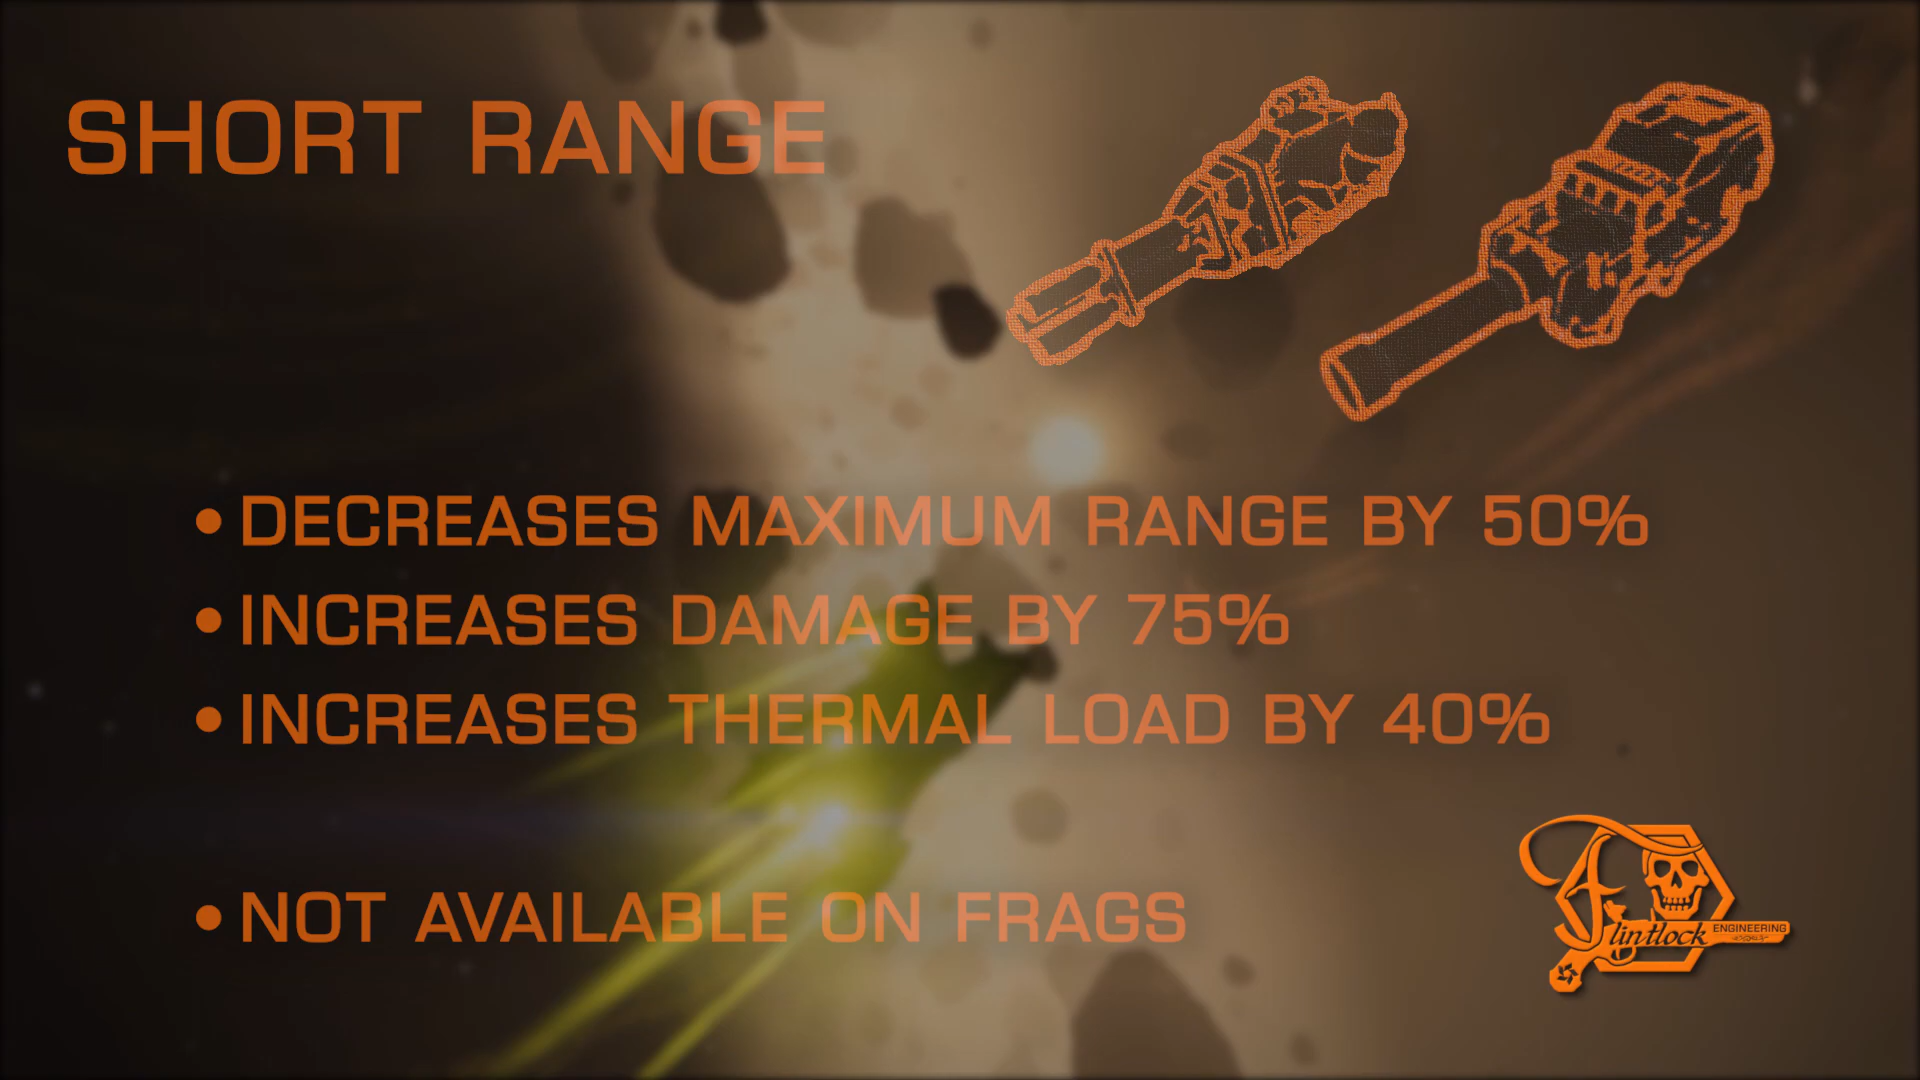 SHORT RANGE
• DECREASES MAXIMUM RANGE BY 50%
• INCREASES DAMAGE BY 75%
• INCREASES THERMAL LOAD BY 40%
• NOT AVAILABLE ON FRAGS
Flintlock ENGINEERING